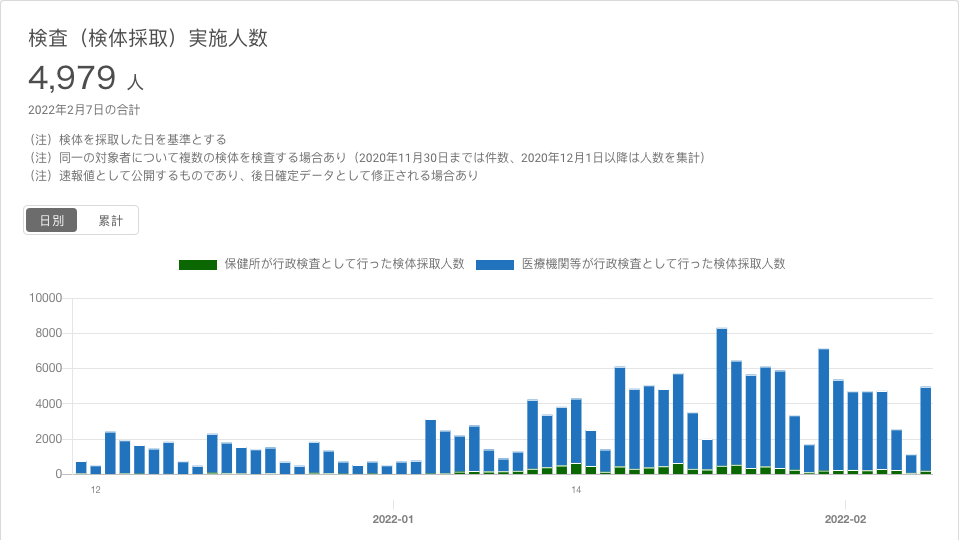 検査（検体採取）実施人数
4,979 人
2022年2月7日の合計
（注）検体を採取した日を基準とする
（注）同一の対象者について複数の検体を検査する場合あり（2020年11月30日までは件数、2020年12月1日以降は人数を集計）
（注）速報値として公開するものであり、後日確定データとして修正される場合あり
日別 累計
保健所が行政検査として行った検体採取人数 医療機関等が行政検査として行った検体採取人数
10000
8000
6000
4000
2000
0
12 14
2022-01 2022-02